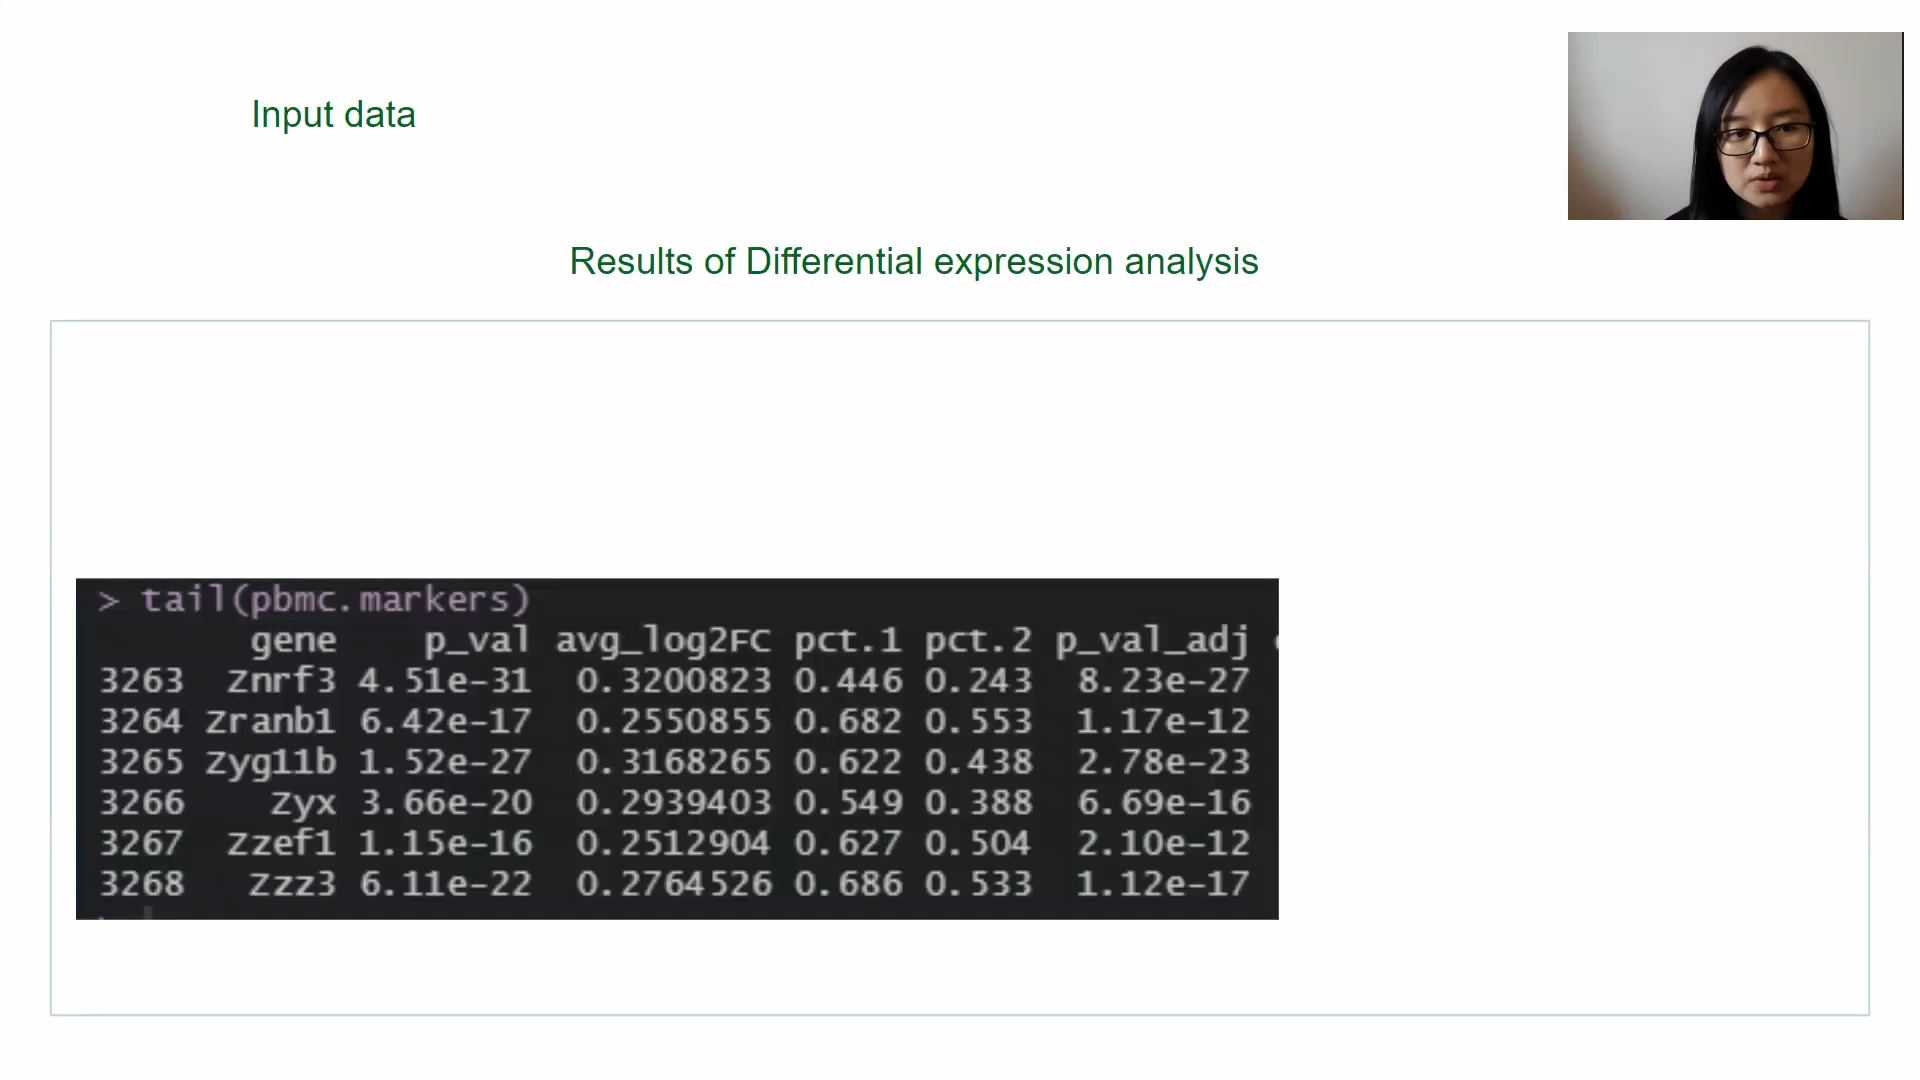 Input data
Results of Differential expression analysis
> tail(pbmc.markers)
gene p_val avg_log2FC pct.1 pct.2 p_val_adj
3263 Znrf3 4.51e-31 0.3200823 0.446 0.243 8.23e-27
3264 Zranb1 6.42e-17 0.2550855 0.682 0.553 1.17e-12
3265 Zyg11b 1.52e-27 0.3168265 0.622 0.438 2.78e-23
3266 Zyx 3.66e-20 0.2939403 0.549 0.388 6.69e-16
3267 Zzef1 1.15e-16 0.2512904 0.627 0.504 2.10e-12
3268 Zzz3 6.11e-22 0.2764526 0.686 0.533 1.12e-17